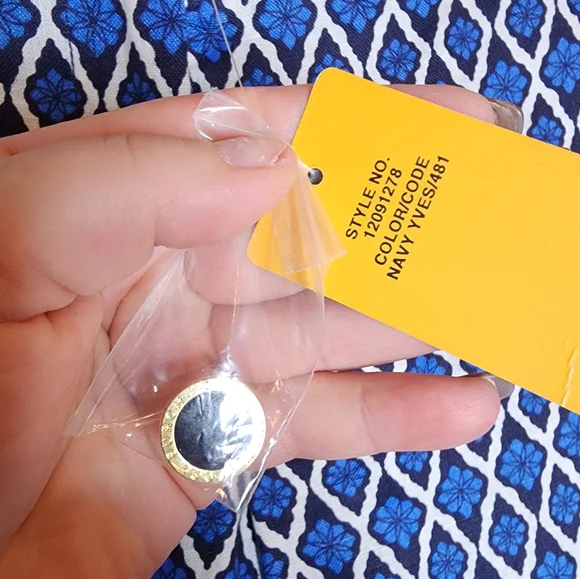 STYLE NO.
12091278
COLOR/CODE
NAVY YVES/481